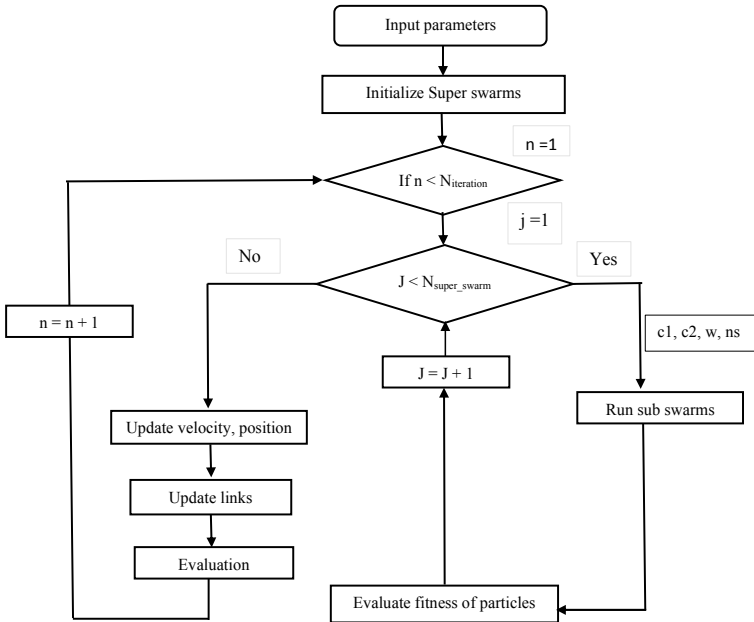 Input parameters
Initialize Super swarms
n =1
If n < Niteration
j =1
No
Yes
J < Nsuper_swarm
n = n + 1
c1, c2, w, ns
J = J + 1
Run sub swarms
Update velocity, position
Update links
Evaluation
Evaluate fitness of particles